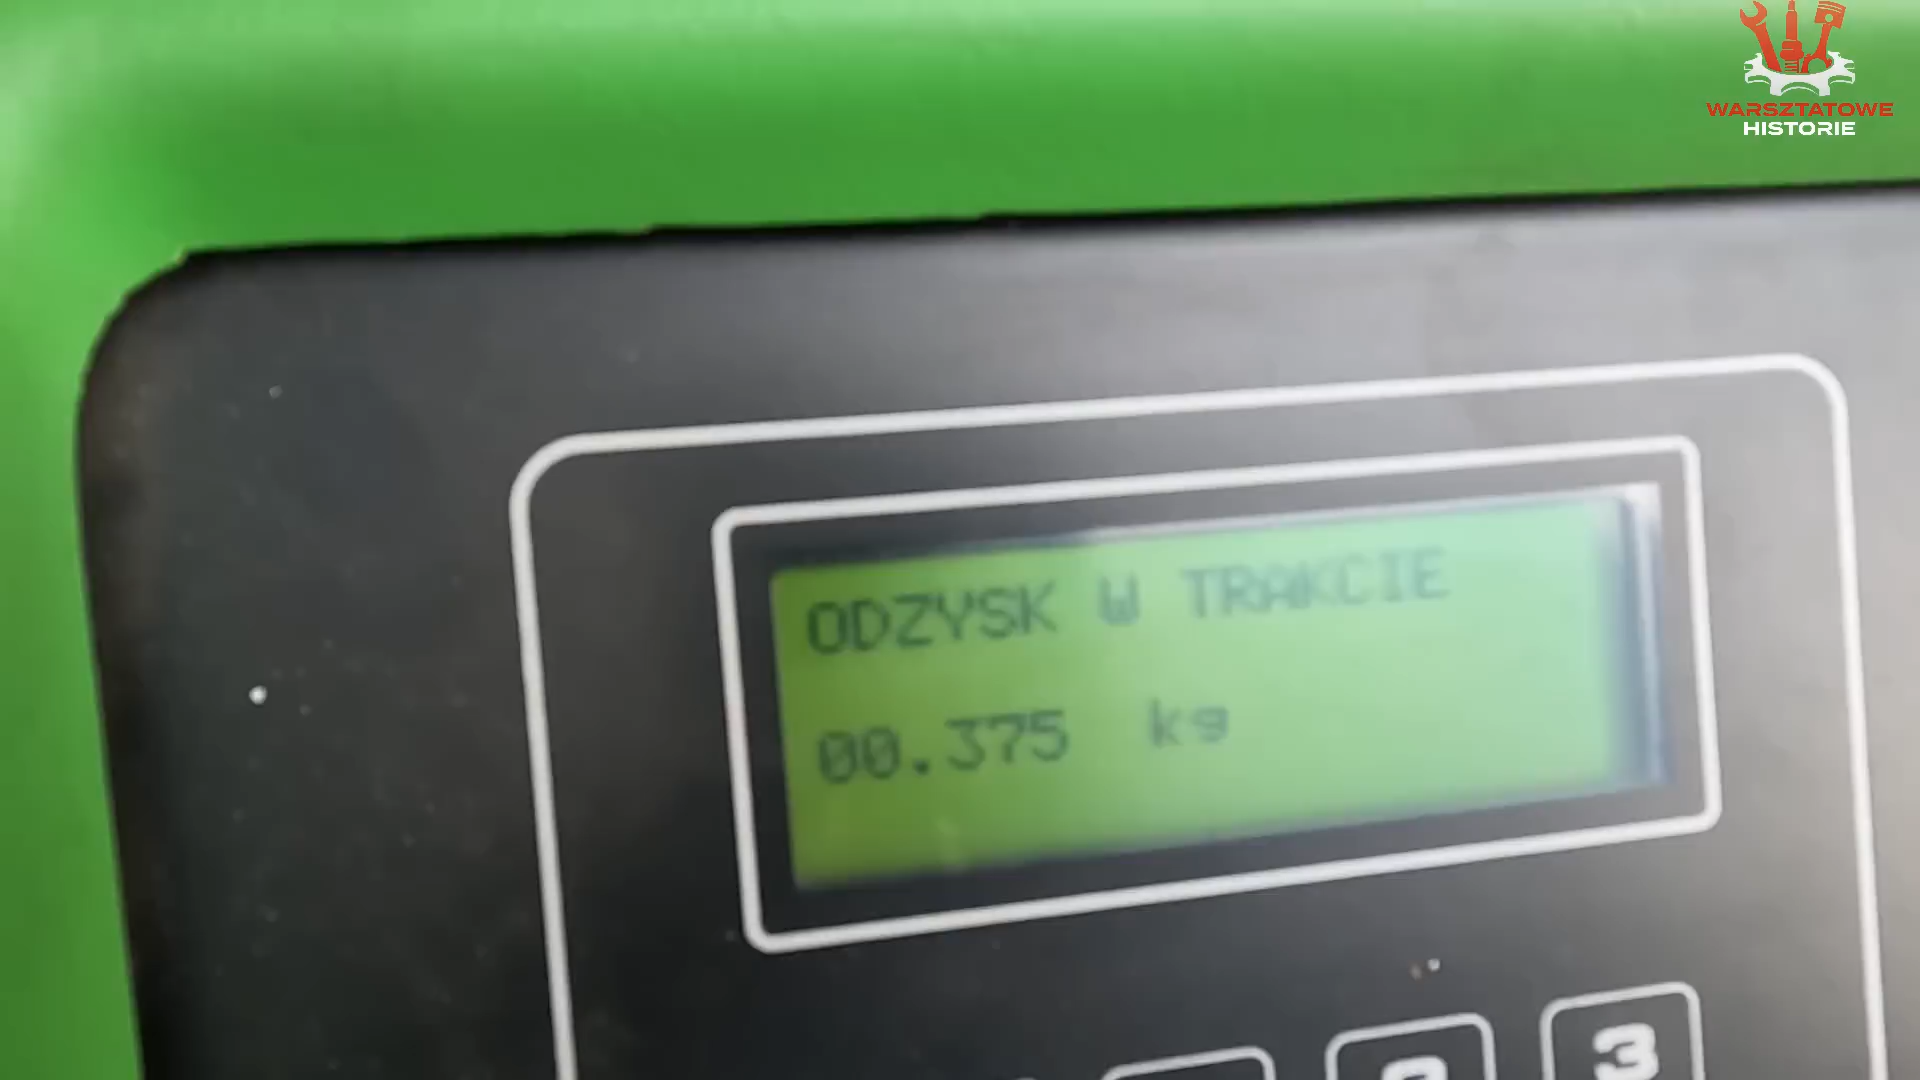 WARSZTATOWE
HISTORIE
ODZYSK W TRAKCIE
00.375 kg
3